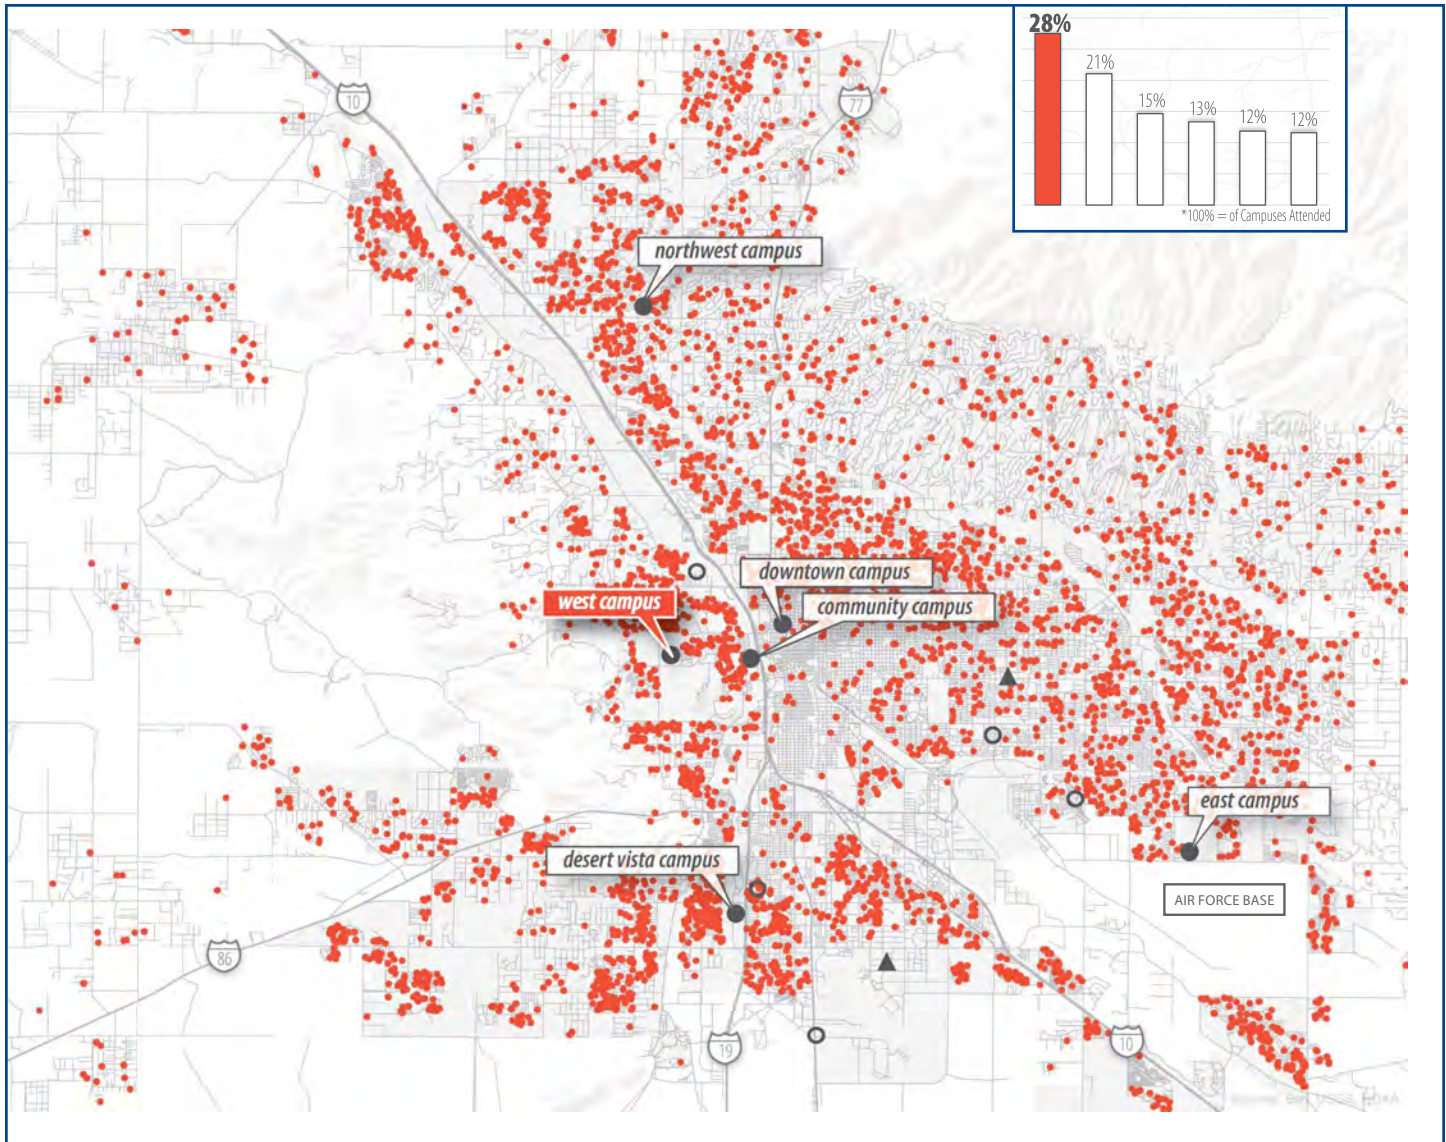 28%
21%
15%
13%
12%
12%
*100% = of Campuses Attended
10
77
northwest campus
downtown campus
west campus
community campus
east campus
desert vista campus
AIR FORCE BASE
86
19
10